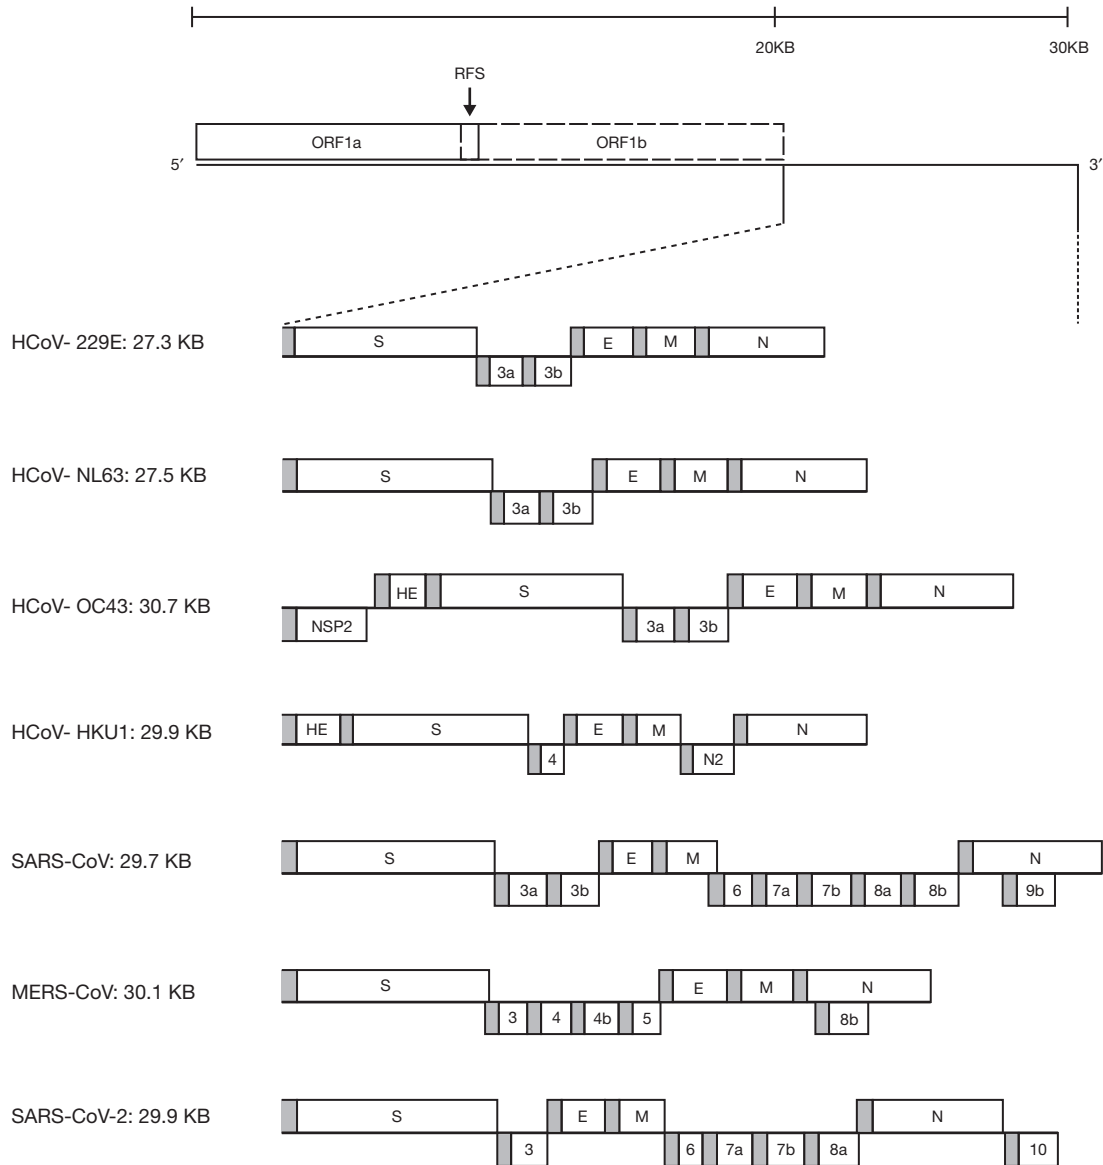 20KB 30KB
RFS
ORF1a ORF1b
5′ 3′
HCoV- 229E: 27.3 KB S E M N
3a 3b
HCoV- NL63: 27.5 KB S E M N
3a 3b
HE S E M N
HCoV- OC43: 30.7 KB
NSP2 3a 3b
HCoV- HKU1: 29.9 KB HE S E M N
4 N2
SARS-CoV: 29.7 KB S E M N
3a 3b 6 7a 7b 8a 8b 9b
MERS-CoV: 30.1 KB S E M N
3 4 4b 5 8b
SARS-CoV-2: 29.9 KB S E M N
3 6 7a 7b 8a 10